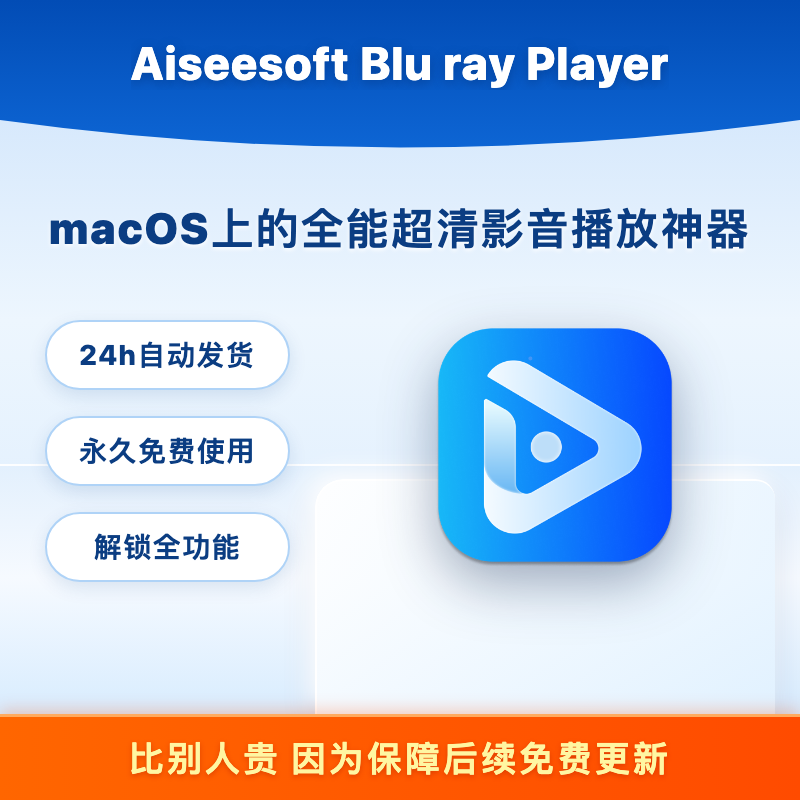 Aiseesoft Blu ray Player
macOS上的全能超清影音播放神器
24h自动发货
永久免费使用
解锁全功能
比别人贵 因为保障后续免费更新